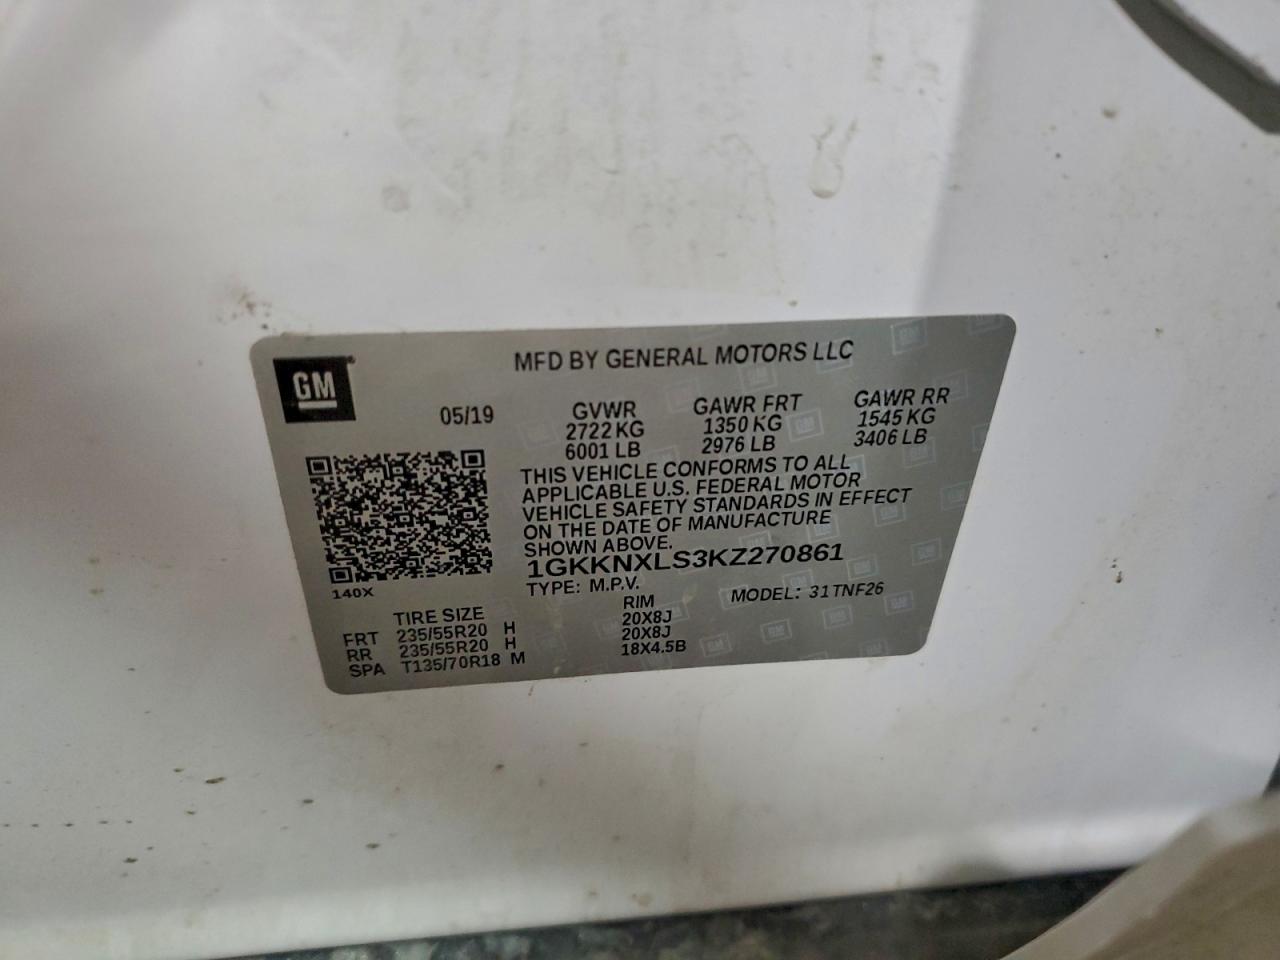 GM
MFD BY GENERAL MOTORS LLC
05/19
GVWR GAWR FRT GAWR RR
2722 KG 1350 KG 1545 KG
6001 LB 2976 LB 3406 LB
THIS VEHICLE CONFORMS TO ALL
APPLICABLE U.S. FEDERAL MOTOR
VEHICLE SAFETY STANDARDS IN EFFECT
ON THE DATE OF MANUFACTURE
SHOWN ABOVE.
1GKKNXLS3KZ270861
TYPE: M.P.V. MODEL: 31TNF26
140X
TIRE SIZE RIM
FRT 235/55R20 H 20X8J
RR 235/55R20 H 20X8J
SPA T135/70R18 M 18X4.5B